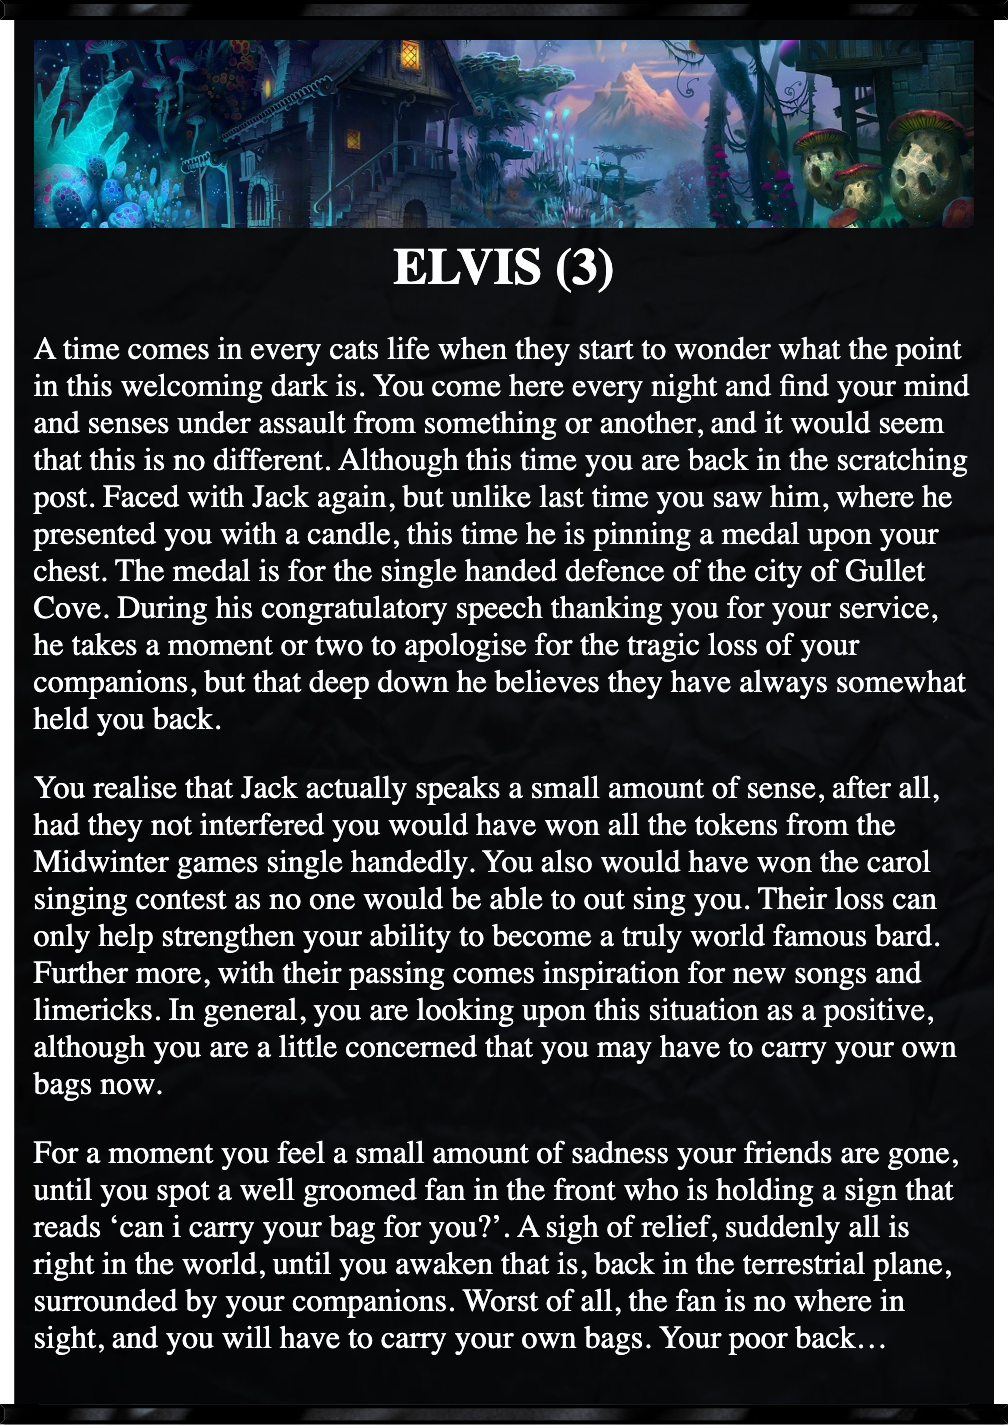 ELVIS (3)
A time comes in every cats life when they start to wonder what the point
in this welcoming dark is. You come here every night and find your mind
and senses under assault from something or another, and it would seem
that this is no different. Although this time you are back in the scratching
post. Faced with Jack again, but unlike last time you saw him, where he
presented you with a candle, this time he is pinning a medal upon your
chest. The medal is for the single handed defence of the city of Gullet
Cove. During his congratulatory speech thanking you for your service,
he takes a moment or two to apologise for the tragic loss of your
companions, but that deep down he believes they have always somewhat
held you back.
You realise that Jack actually speaks a small amount of sense, after all,
had they not interfered you would have won all the tokens from the
Midwinter games single handedly. You also would have won the carol
singing contest as no one would be able to out sing you. Their loss can
only help strengthen your ability to become a truly world famous bard.
Further more, with their passing comes inspiration for new songs and
limericks. In general, you are looking upon this situation as a positive,
although you are a little concerned that you may have to carry your own
bags now.
For a moment you feel a small amount of sadness your friends are gone,
until you spot a well groomed fan in the front who is holding a sign that
reads ‘can i carry your bag for you?’. A sigh of relief, suddenly all is
right in the world, until you awaken that is, back in the terrestrial plane,
surrounded by your companions. Worst of all, the fan is no where in
sight, and you will have to carry your own bags. Your poor back…